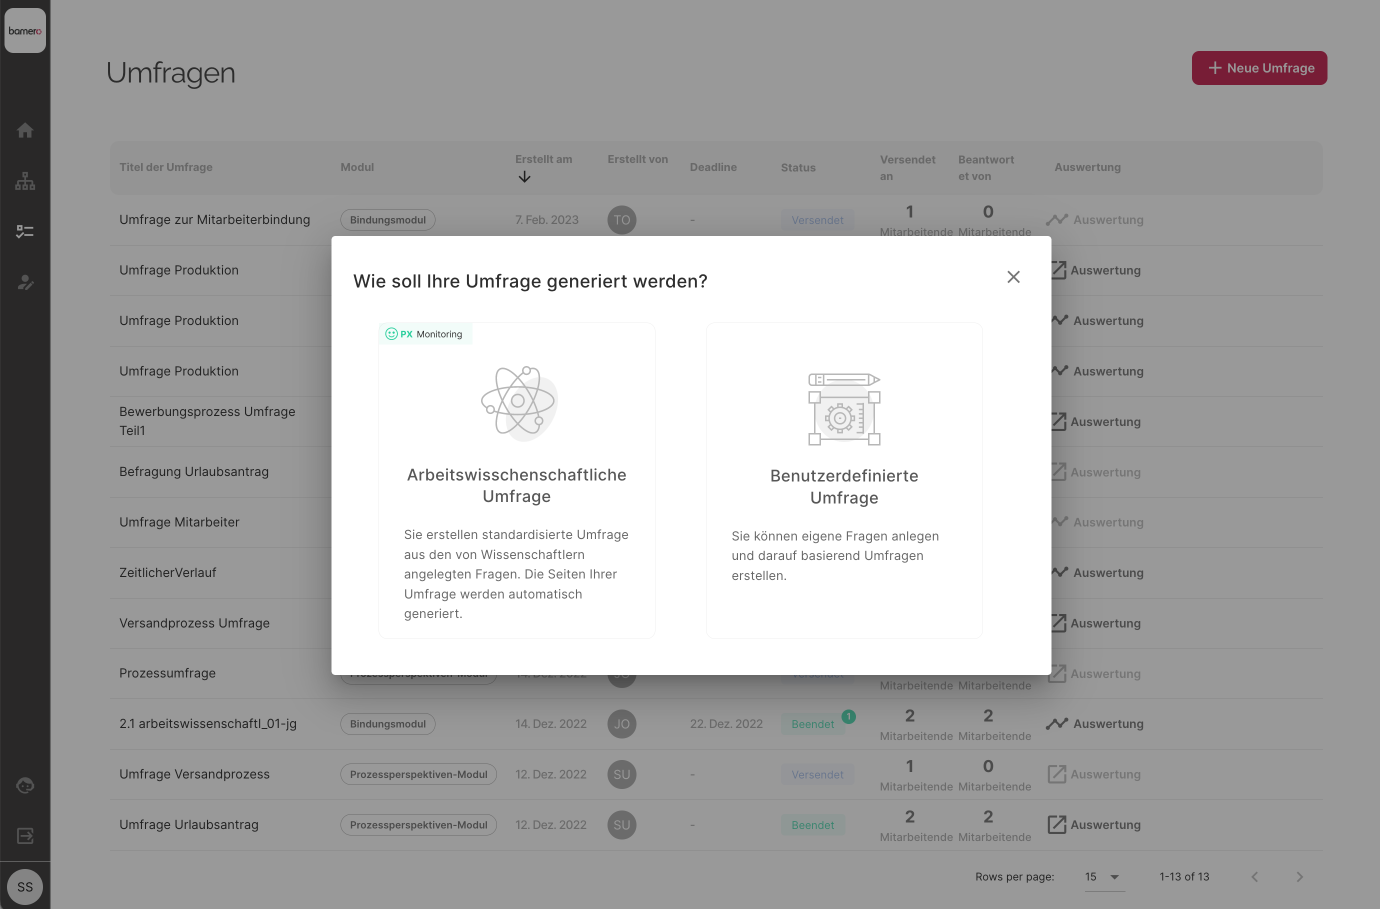 bamero
Umfragen
Neue Umfrage
Titel der Umfrage Modul Erstellt am Erstellt von Deadline Status Versendet an Beantwort et von Auswertung
Umfrage zur Mitarbeiterbindung Bindungsmodul 7. Feb. 2023 TO - Versendet 1 Mitarbeitende 0 Mitarbeitende Auswertung
Umfrage Produktion Auswertung
Umfrage Produktion Auswertung
Umfrage Produktion Auswertung
Bewerbungsprozess Umfrage
Teil1 Auswertung
Befragung Urlaubsantrag Auswertung
Umfrage Mitarbeiter Auswertung
ZeitlicherVerlauf Auswertung
Versandprozess Umfrage Auswertung
Prozessumfrage Prozessperspektiven-Modul 14. Dez. 2022 Versendet Mitarbeitende Mitarbeitende Auswertung
2.1 arbeitswissenschaftl_01-jg Bindungsmodul 14. Dez. 2022 JO 22. Dez. 2022 Beendet 1 2 Mitarbeitende 2 Mitarbeitende Auswertung
Umfrage Versandprozess Prozessperspektiven-Modul 12. Dez. 2022 SU - Versendet 1 Mitarbeitende 0 Mitarbeitende Auswertung
Umfrage Urlaubsantrag Prozessperspektiven-Modul 12. Dez. 2022 SU - Beendet 2 Mitarbeitende 2 Mitarbeitende Auswertung
Rows per page: 15 1-13 of 13
SS
Wie soll Ihre Umfrage generiert werden?
PX Monitoring
Arbeitswisschenschaftliche
Umfrage
Sie erstellen standardisierte Umfrage
aus den von Wissenschaftlern
angelegten Fragen. Die Seiten Ihrer
Umfrage werden automatisch
generiert.
Benutzerdefinierte
Umfrage
Sie können eigene Fragen anlegen
und darauf basierend Umfragen
erstellen.